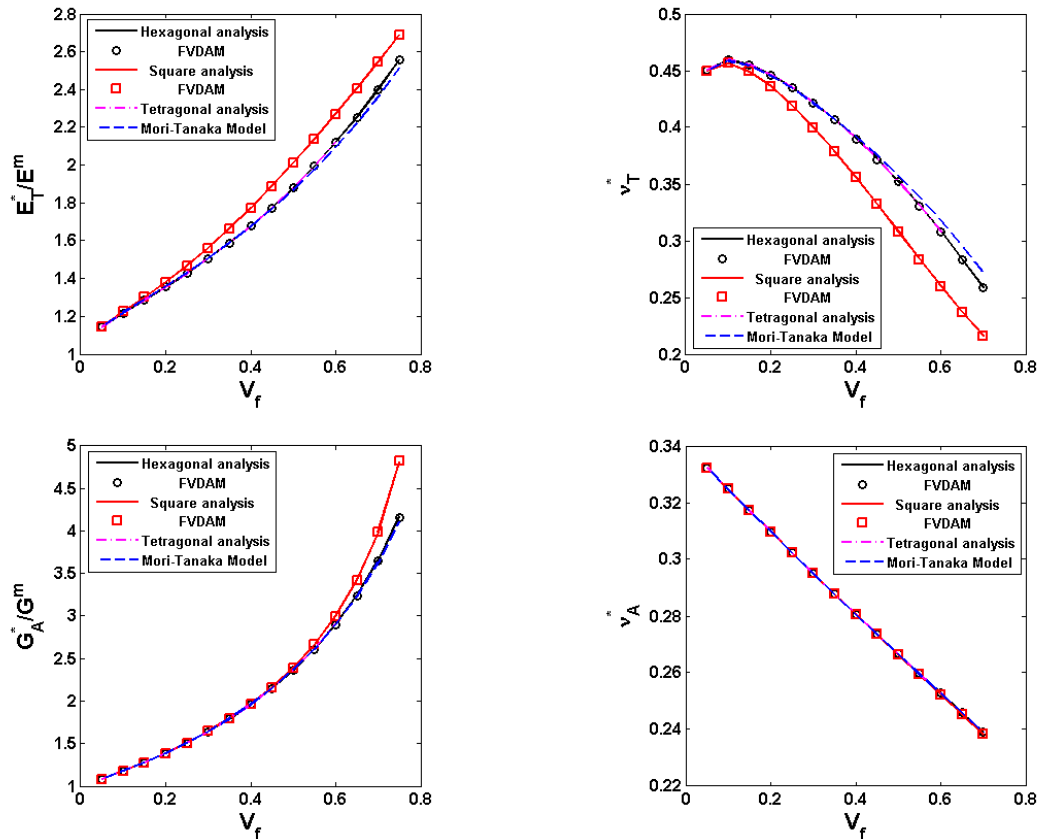 2.8
2.6
2.4
2.2
2
1.8
1.6
1.4
1.2
1
0
0.2
0.4
0.6
0.8
E*T/Em
Vf
Hexagonal analysis
FVDAM
Square analysis
FVDAM
Tetragonal analysis
Mori-Tanaka Model
0.5
0.45
0.4
0.35
0.3
0.25
0.2
0
0.2
0.4
0.6
0.8
ν*T
Vf
Hexagonal analysis
FVDAM
Square analysis
FVDAM
Tetragonal analysis
Mori-Tanaka Model
5
4.5
4
3.5
3
2.5
2
1.5
1
0
0.2
0.4
0.6
0.8
G*A/Gm
Vf
Hexagonal analysis
FVDAM
Square analysis
FVDAM
Tetragonal analysis
Mori-Tanaka Model
0.34
0.32
0.3
0.28
0.26
0.24
0.22
0
0.2
0.4
0.6
0.8
ν*A
Vf
Hexagonal analysis
FVDAM
Square analysis
FVDAM
Tetragonal analysis
Mori-Tanaka Model